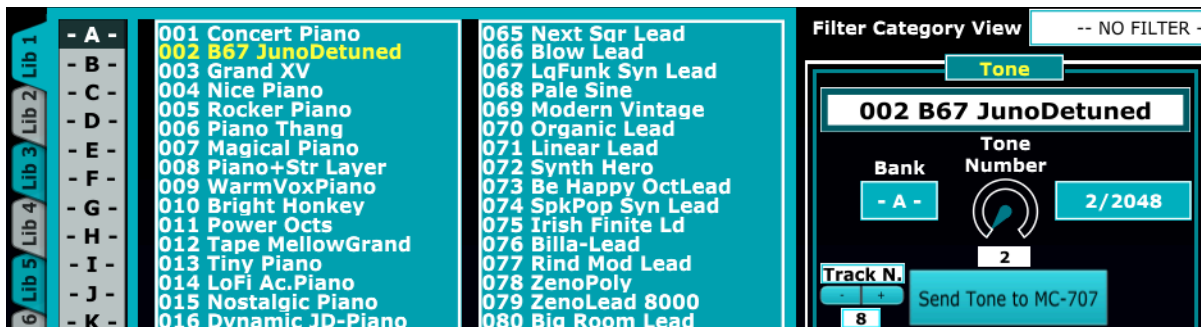 Lib 1
Lib 2
Lib 3
Lib 4
Lib 5
6
- A -
- B -
- C -
- D -
- E -
- F -
- G -
- H -
- I -
- J -
- K -
001 Concert Piano
002 B67 JunoDetuned
003 Grand XV
004 Nice Piano
005 Rocker Piano
006 Piano Thang
007 Magical Piano
008 Piano+Str Layer
009 WarmVoxPiano
010 Bright Honkey
011 Power Octs
012 Tape MellowGrand
013 Tiny Piano
014 LoFi Ac.Piano
015 Nostalgic Piano
016 Dynamic JD-Piano
065 Next Sqr Lead
066 Blow Lead
067 LqFunk Syn Lead
068 Pale Sine
069 Modern Vintage
070 Organic Lead
071 Linear Lead
072 Synth Hero
073 Be Happy OctLead
074 SpkPop Syn Lead
075 Irish Finite Ld
076 Billa-Lead
077 Rind Mod Lead
078 ZenoPoly
079 ZenoLead 8000
080 Big Room Lead
Filter Category View
-- NO FILTER -
Tone
002 B67 JunoDetuned
Bank
- A -
Tone
Number
2
2/2048
Track N.
- +
8
Send Tone to MC-707